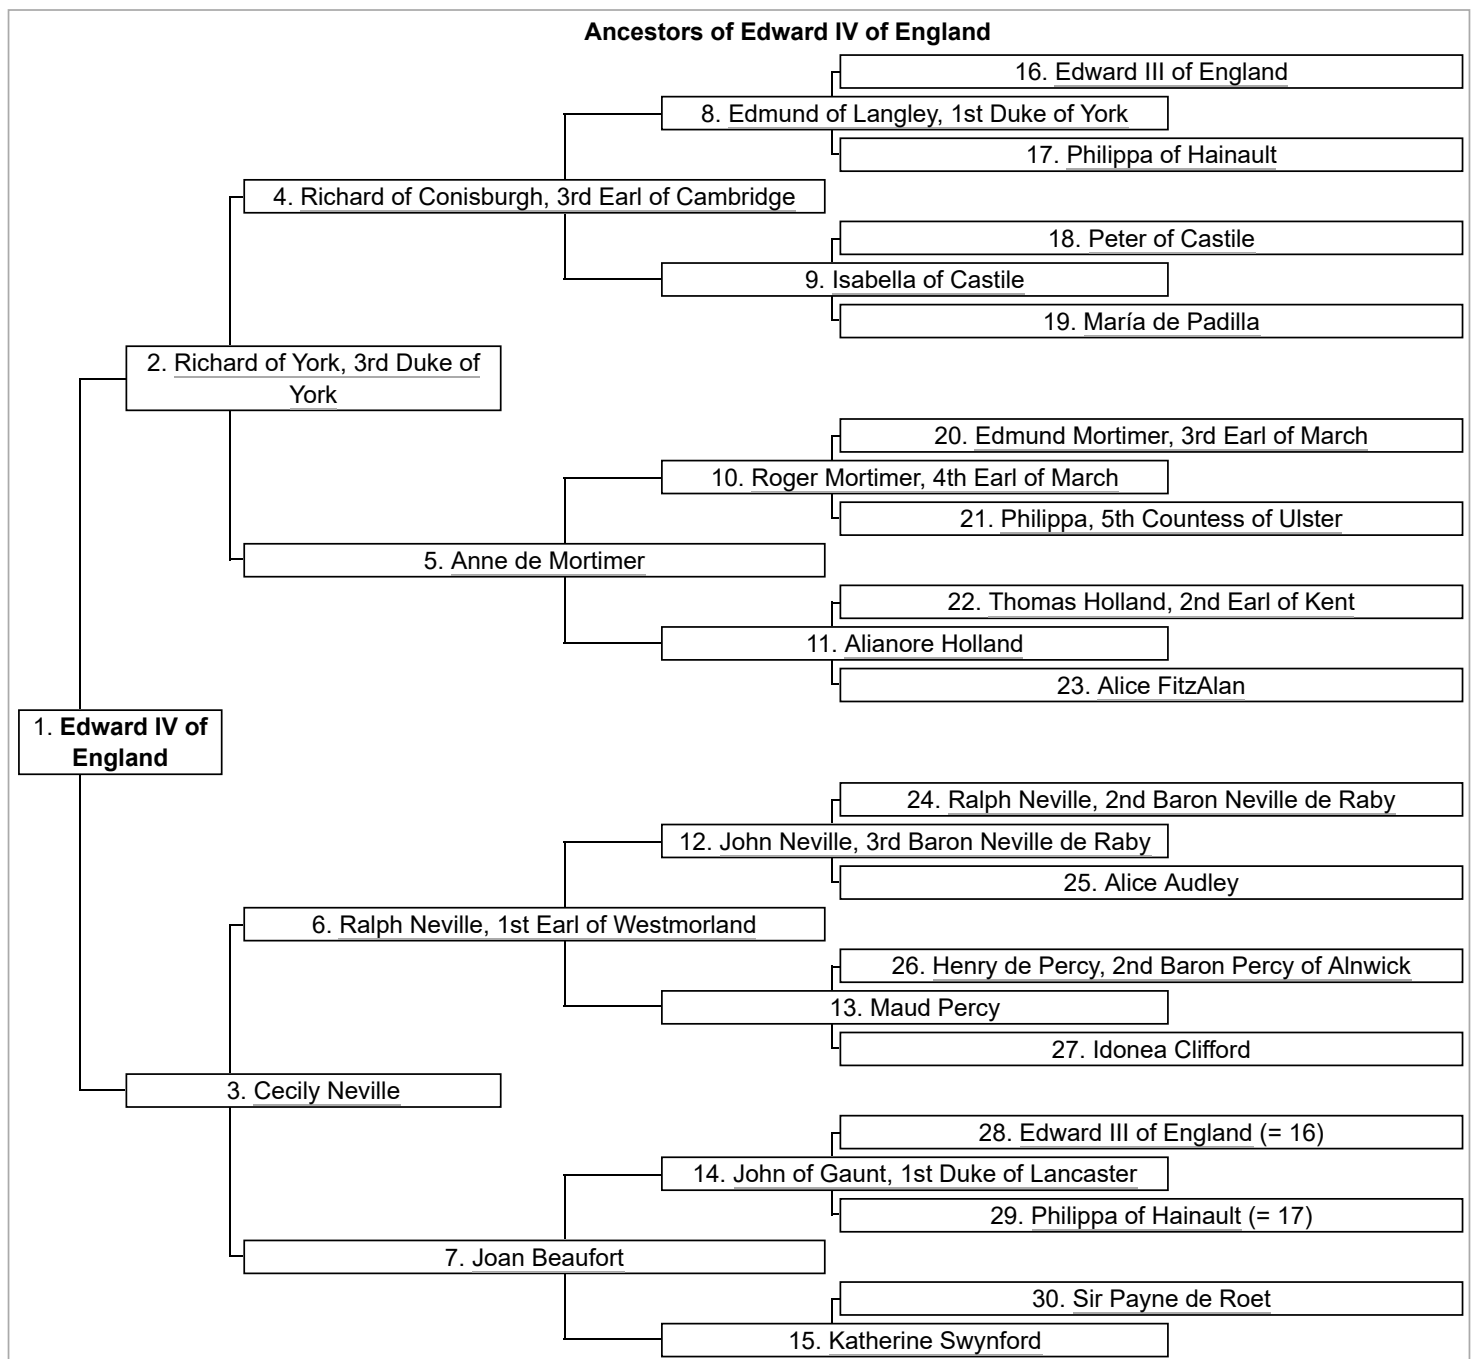 Ancestors of Edward IV of England
16. Edward III of England
8. Edmund of Langley, 1st Duke of York
17. Philippa of Hainault
4. Richard of Conisburgh, 3rd Earl of Cambridge
18. Peter of Castile
9. Isabella of Castile
19. María de Padilla
2. Richard of York, 3rd Duke of
York
20. Edmund Mortimer, 3rd Earl of March
10. Roger Mortimer, 4th Earl of March
21. Philippa, 5th Countess of Ulster
5. Anne de Mortimer
22. Thomas Holland, 2nd Earl of Kent
11. Alianore Holland
23. Alice FitzAlan
1. Edward IV of
England
24. Ralph Neville, 2nd Baron Neville de Raby
12. John Neville, 3rd Baron Neville de Raby
25. Alice Audley
6. Ralph Neville, 1st Earl of Westmorland
26. Henry de Percy, 2nd Baron Percy of Alnwick
13. Maud Percy
27. Idonea Clifford
3. Cecily Neville
28. Edward III of England (= 16)
14. John of Gaunt, 1st Duke of Lancaster
29. Philippa of Hainault (= 17)
7. Joan Beaufort
30. Sir Payne de Roet
15. Katherine Swynford